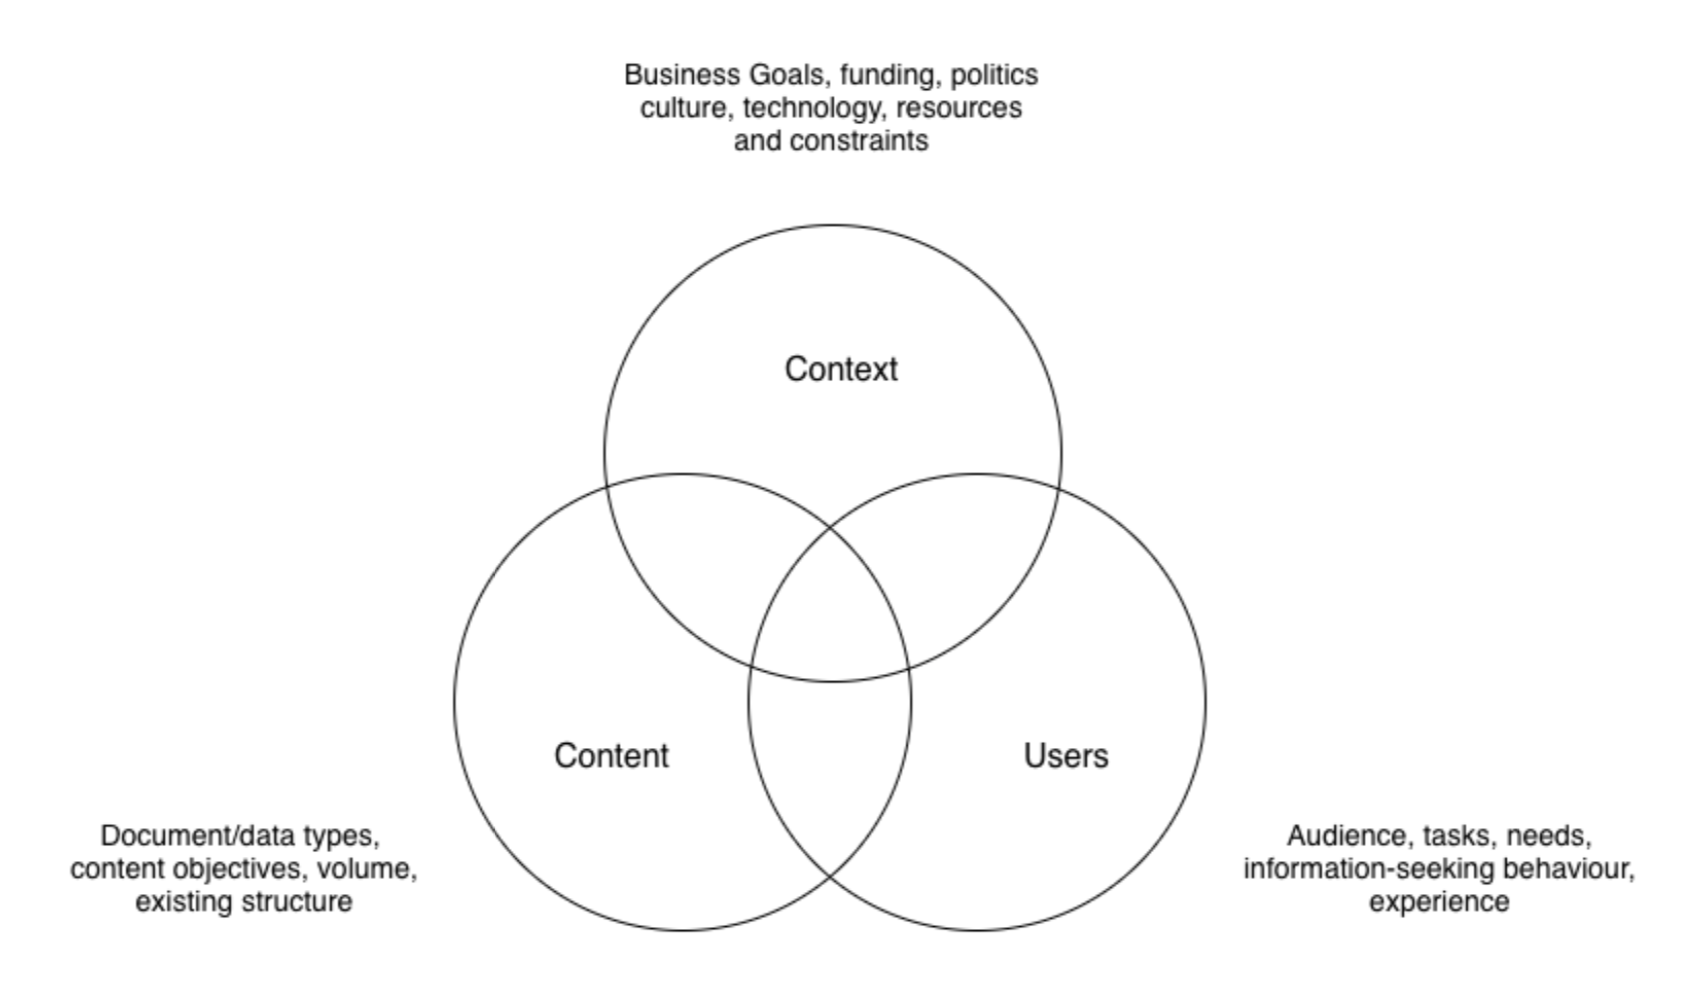 Business Goals, funding, politics
culture, technology, resources
and constraints
Context
Content
Users
Document/data types,
content objectives, volume,
existing structure
Audience, tasks, needs,
information-seeking behaviour,
experience